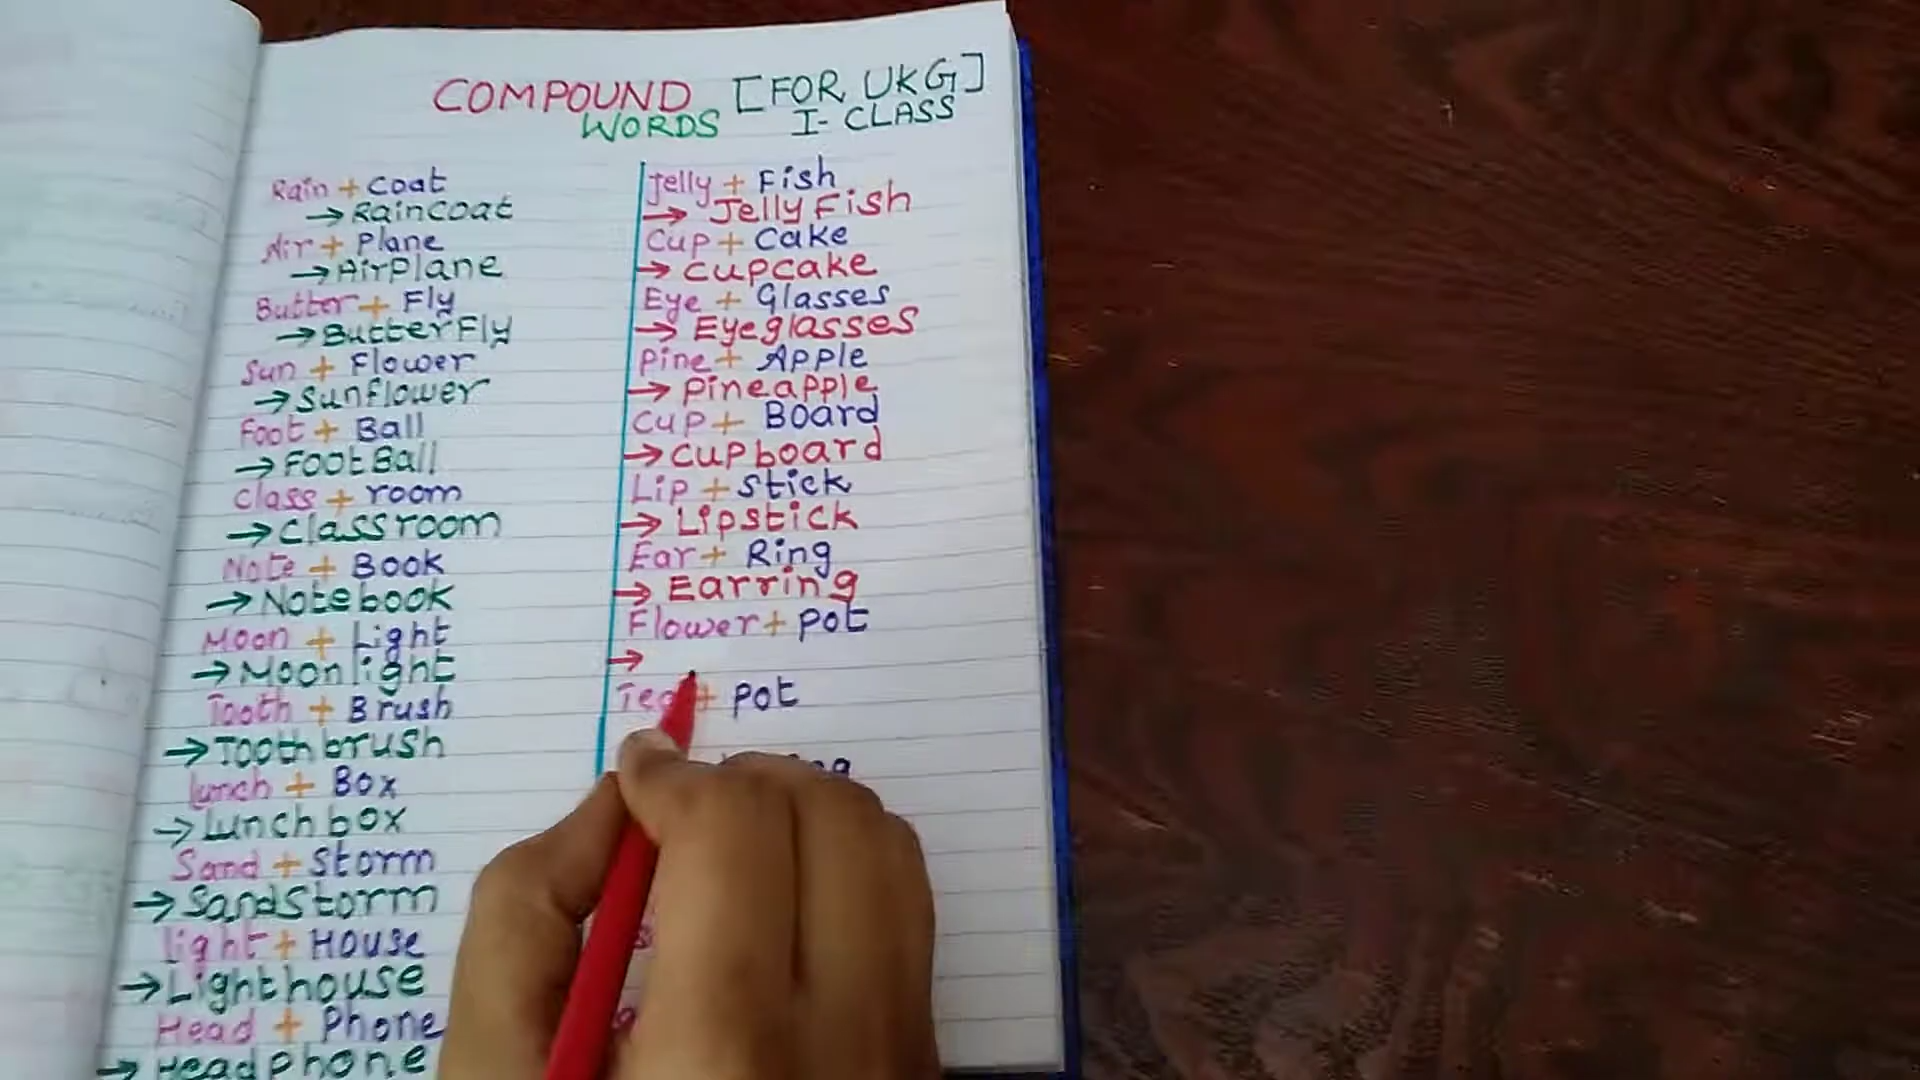 COMPOUND [FOR UKG]
WORDS I- CLASS
Rain + Coat
→ Raincoat
Air + Plane
→ AirPlane
Butter + Fly
→ ButterFly
Sun + Flower
→ Sunflower
Foot + Ball
→ FootBall
Class + room
→ Classroom
Note + Book
→ Notebook
Moon + Light
→ Moonlight
Tooth + Brush
→ Toothbrush
Lunch + Box
→ Lunchbox
Sand + Storm
→ SandStorm
light + House
→ Lighthouse
Head + Phone
→ Headphone
Jelly + Fish
→ JellyFish
Cup + Cake
→ cupcake
Eye + Glasses
→ Eyeglasses
Pine + Apple
→ pineapple
Cup + Board
→ cupboard
Lip + stick
→ Lipstick
Ear + Ring
→ Earring
Flower + pot
→
Tea + pot